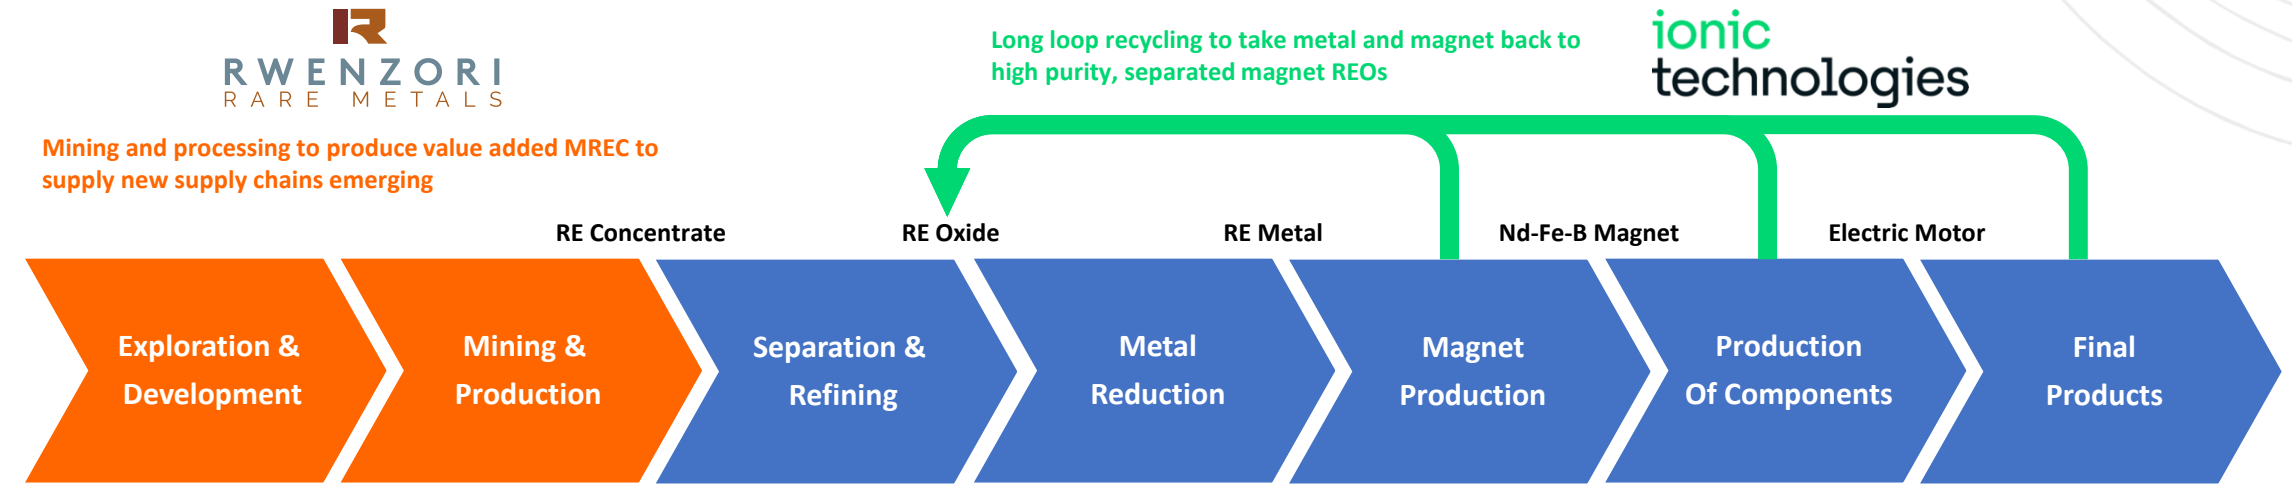 RWENZORI
RARE METALS
Mining and processing to produce value added MREC to
supply new supply chains emerging
Long loop recycling to take metal and magnet back to
high purity, separated magnet REOs
ionic
technologies
RE Concentrate
RE Oxide
RE Metal
Nd-Fe-B Magnet
Electric Motor
Exploration &
Development
Mining &
Production
Separation &
Refining
Metal
Reduction
Magnet
Production
Production
Of Components
Final
Products